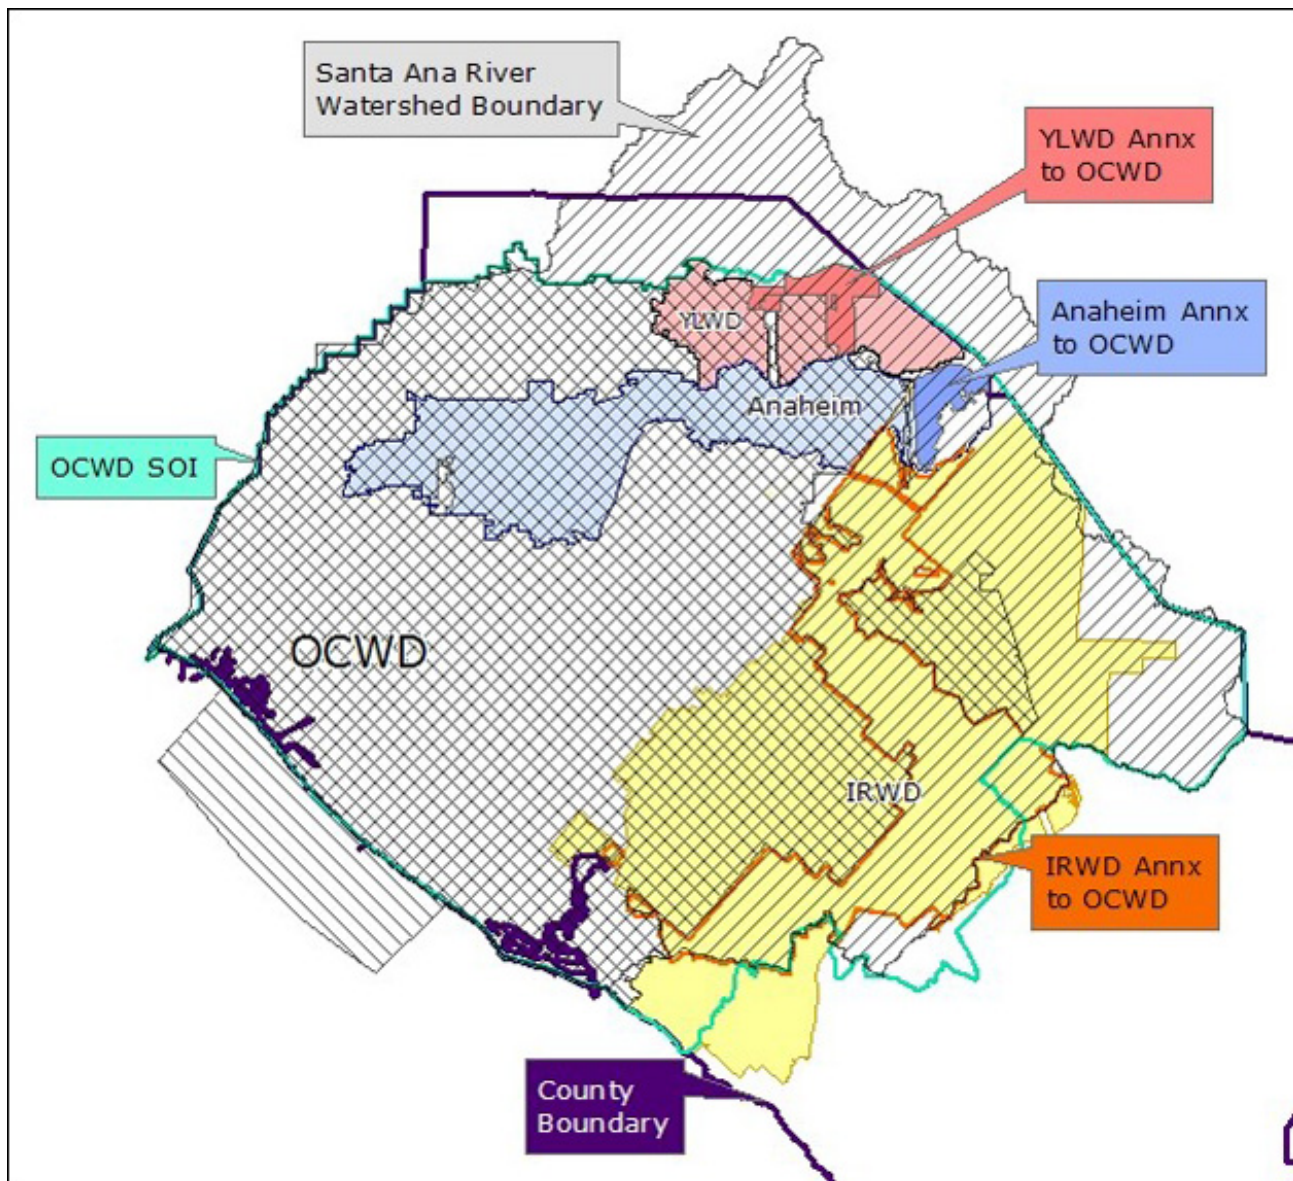 Santa Ana River
Watershed Boundary
YLWD Annx
to OCWD
Anaheim Annx
to OCWD
YLWD
Anaheim
OCWD SOI
OCWD
IRWD
IRWD Annx
to OCWD
County
Boundary